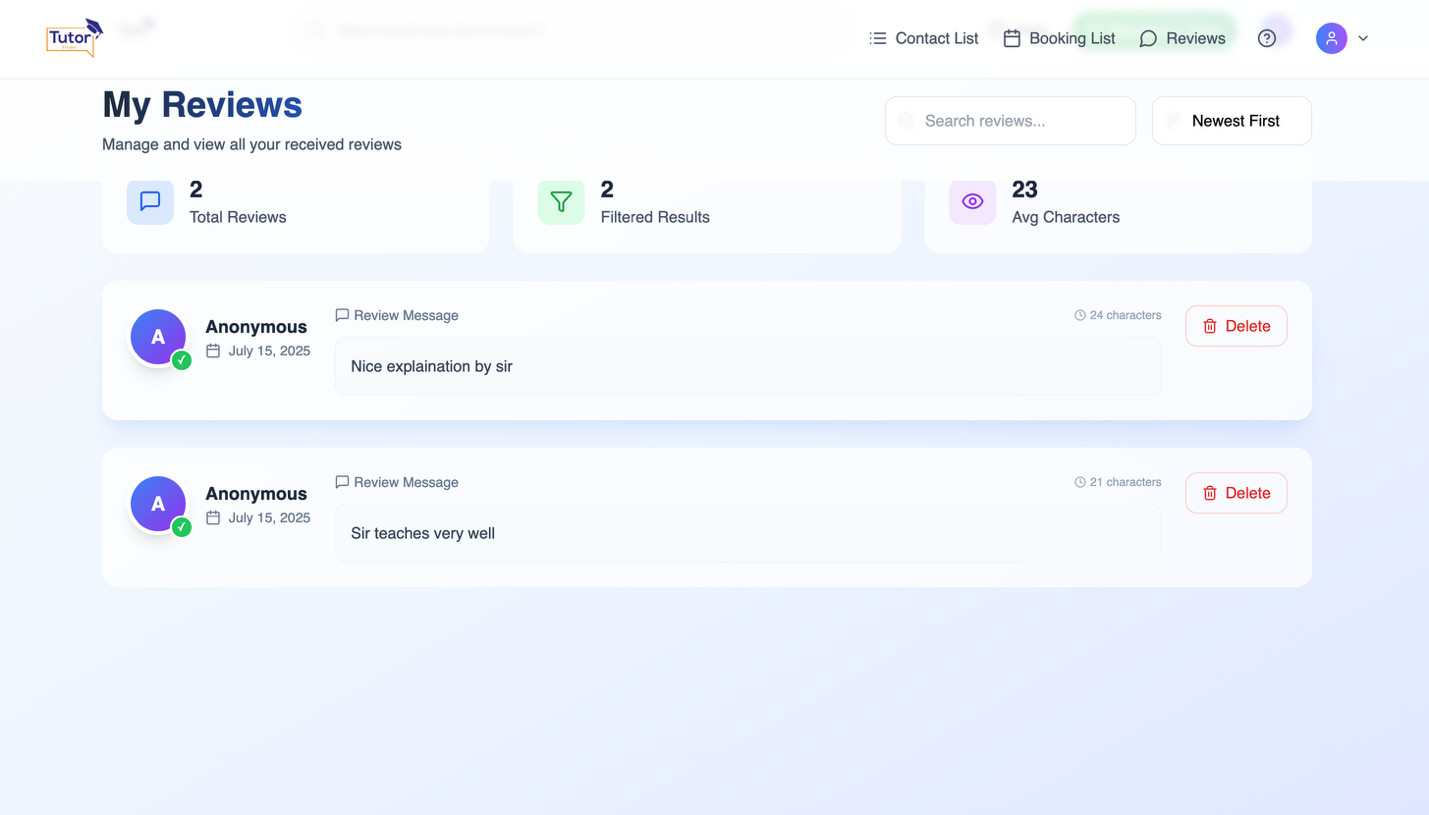 Tutor
Contact List
Booking List
Reviews
My Reviews
Manage and view all your received reviews
Search reviews...
Newest First
2
Total Reviews
2
Filtered Results
23
Avg Characters
A
Anonymous
July 15, 2025
Review Message
24 characters
Nice explaination by sir
Delete
A
Anonymous
July 15, 2025
Review Message
21 characters
Sir teaches very well
Delete